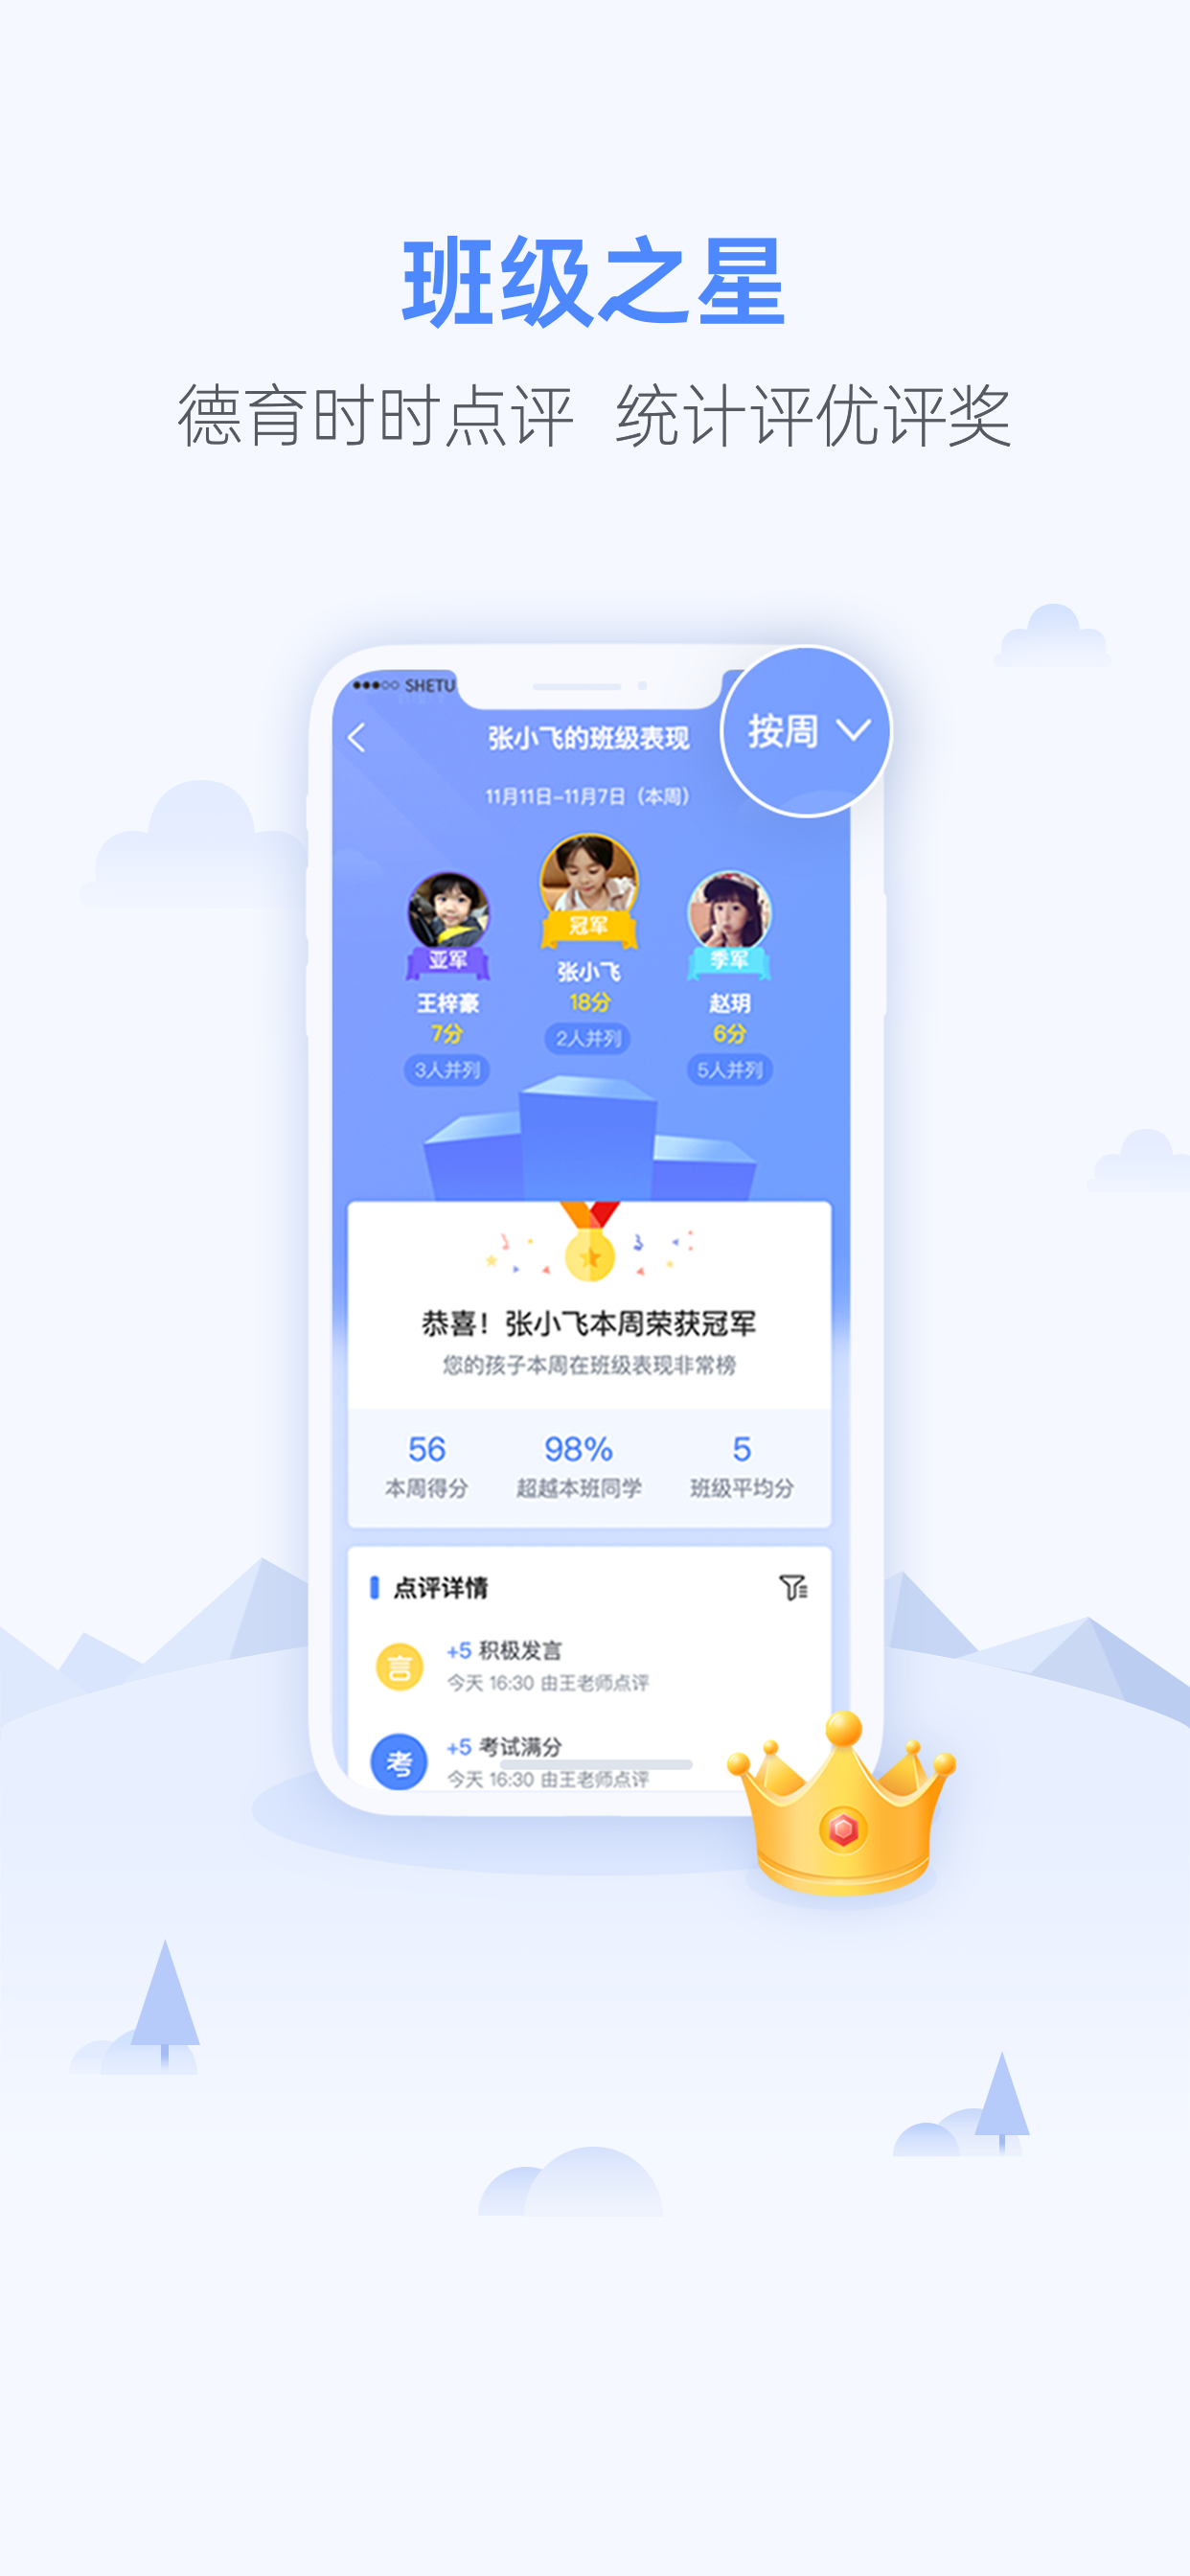 班级之星
德育时时点评 统计评优评奖
SHETU
张小飞的班级表现
按周
11月11日-11月7日（本周）
冠军
亚军
季军
张小飞
18分
2人并列
王梓豪
7分
3人并列
赵玥
6分
5人并列
恭喜！张小飞本周荣获冠军
您的孩子本周在班级表现非常榜
56
98%
5
本周得分
超越本班同学
班级平均分
点评详情
言
+5 积极发言
今天 16:30 由王老师点评
考
+5 考试满分
今天 16:30 由王老师点评